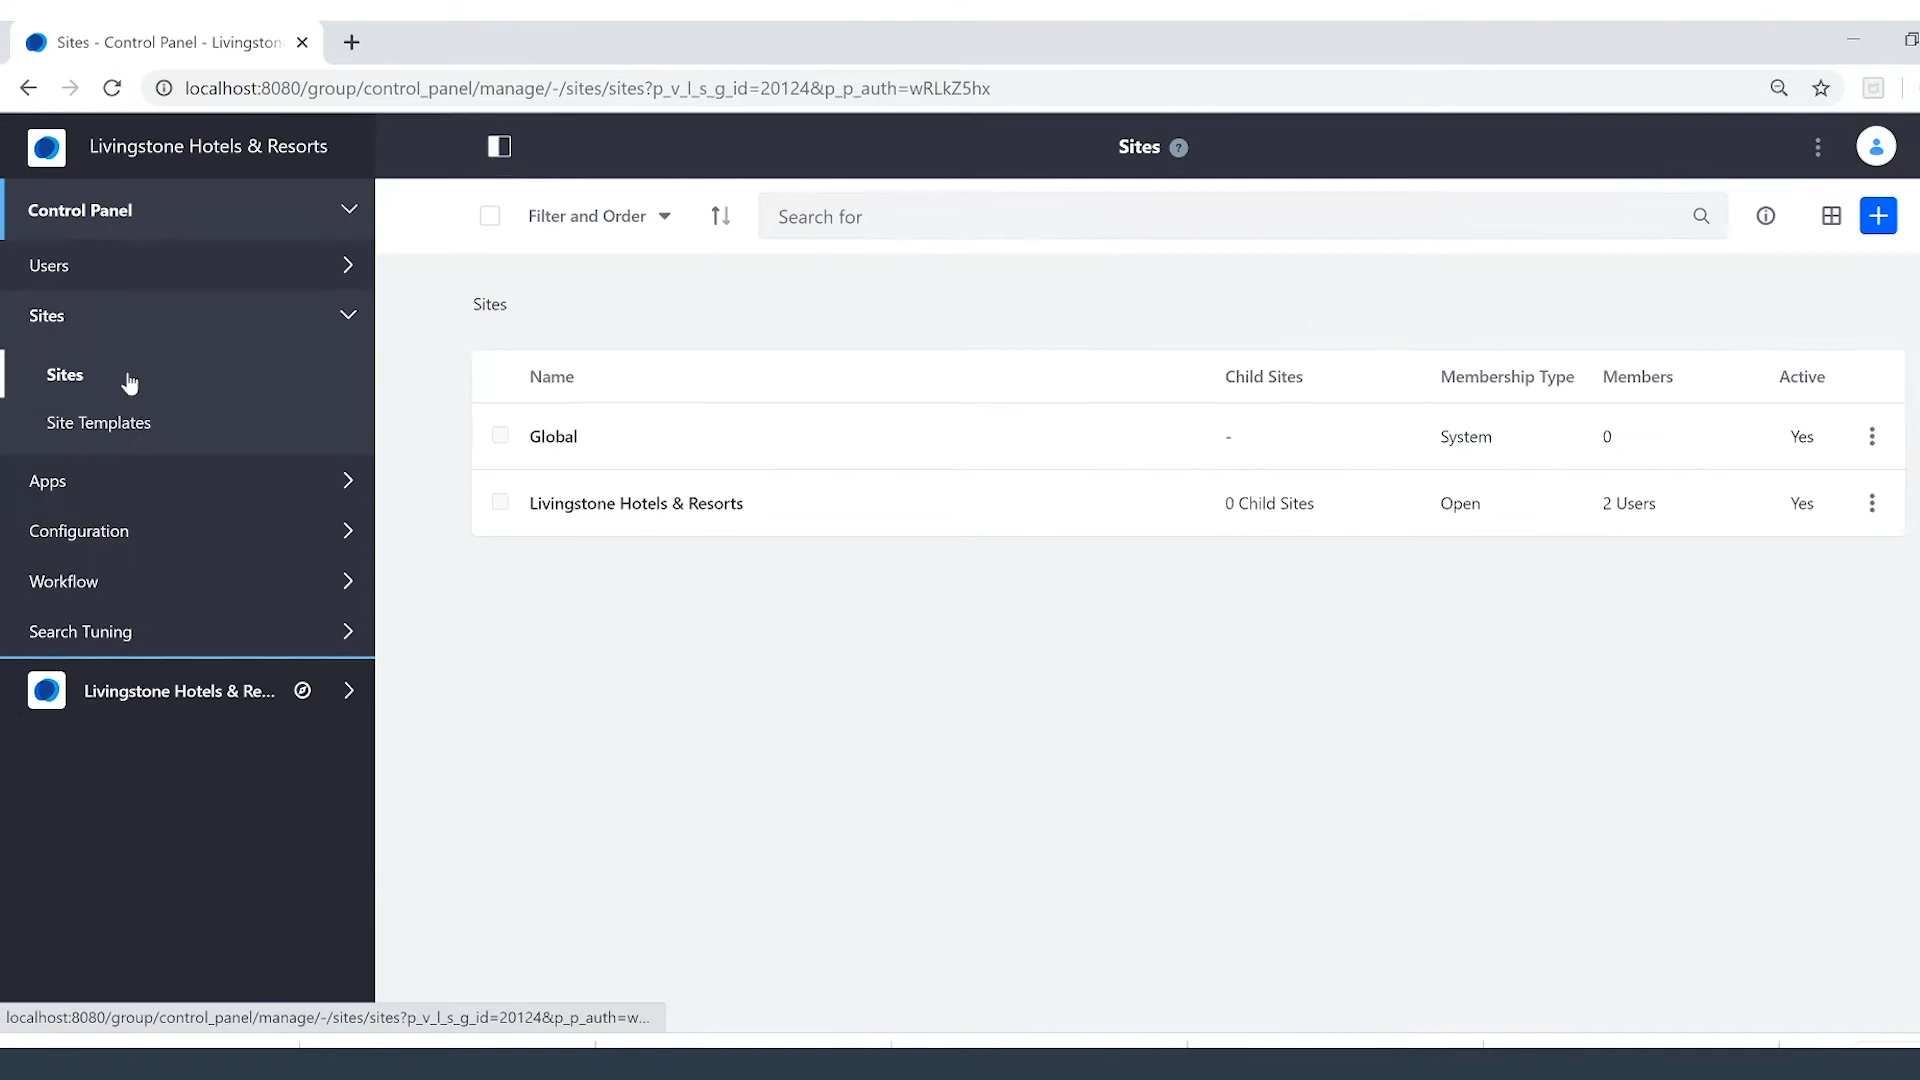 Sites - Control Panel - Livingston
localhost:8080/group/control_panel/manage/-/sites/sites?p_v_l_s_g_id=20124&p_p_auth=wRLkZ5hx
Livingstone Hotels & Resorts
Sites ?
Control Panel
Filter and Order
Search for
Users
Sites
Sites
Sites
Site Templates
Name Child Sites Membership Type Members Active
Global - System 0 Yes
Livingstone Hotels & Resorts 0 Child Sites Open 2 Users Yes
Apps
Configuration
Workflow
Search Tuning
Livingstone Hotels & Re...
localhost:8080/group/control_panel/manage/-/sites/sites?p_v_l_s_g_id=20124&p_p_auth=w...